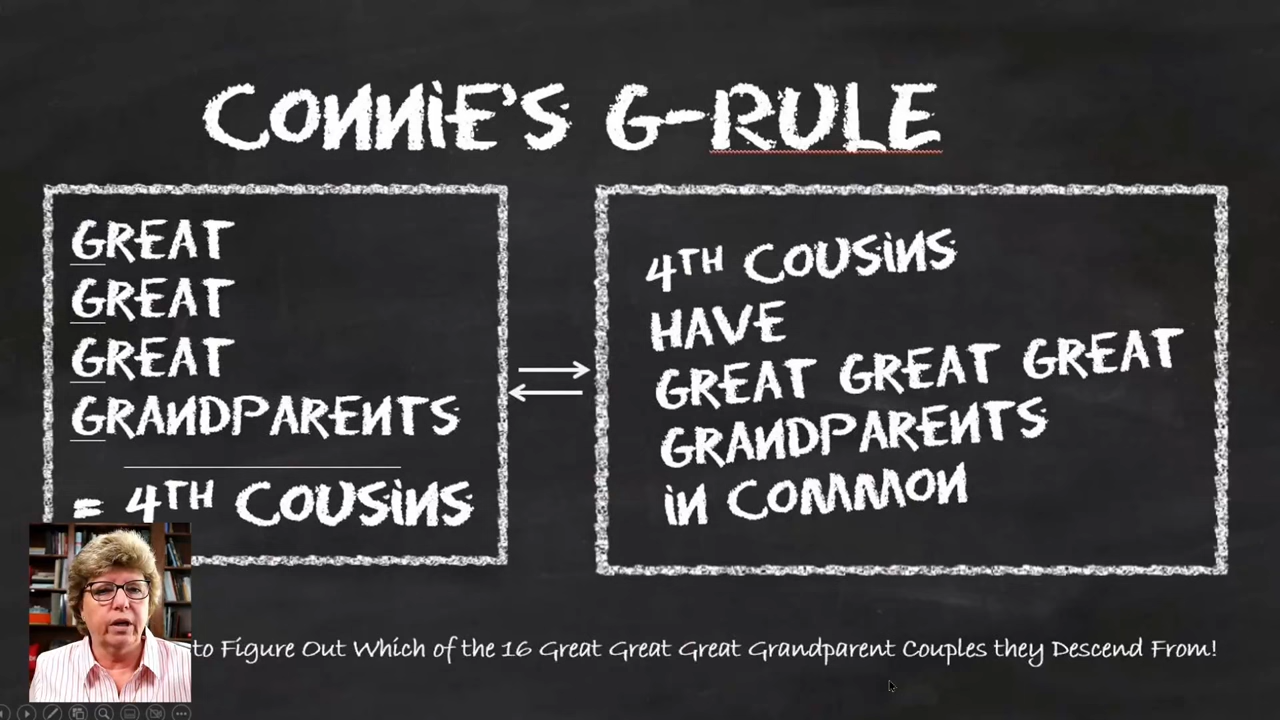 CONNIE'S G-RULE
GREAT
GREAT
GREAT
GRANDPARENTS
= 4TH COUSINS
4TH COUSINS
HAVE
GREAT GREAT GREAT
GRANDPARENTS
IN COMMON
to Figure Out Which of the 16 Great Great Great Grandparent Couples they Descend From!